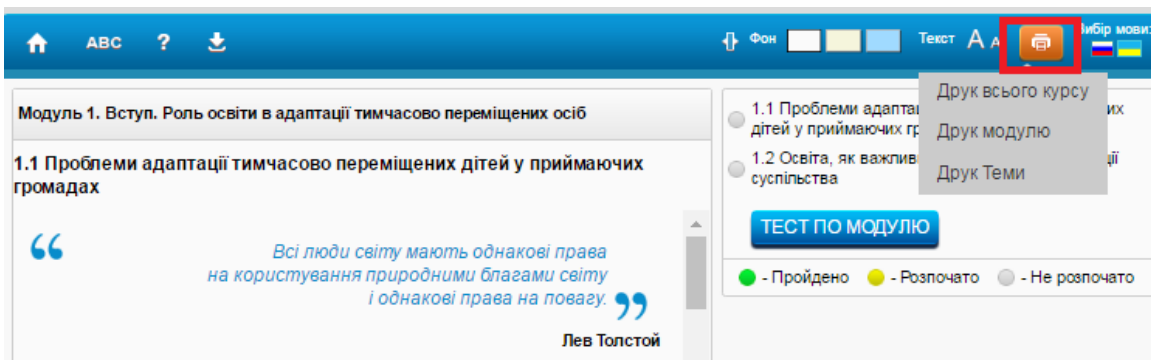 ABC ? Фон Текст A A Вибір мови:
Друк всього курсу
Друк модулю
Друк Теми
Модуль 1. Вступ. Роль освіти в адаптації тимчасово переміщених осіб
1.1 Проблеми адаптації тимчасово переміщених дітей у приймаючих
громадах
“
Всі люди світу мають однакові права
на користування природними благами світу
і однакові права на повагу. ”
Лев Толстой
1.1 Проблеми
дітей у приймаючих
1.2 Освіта, як
суспільства
ТЕСТ ПО МОДУЛЮ
- Пройдено - Розпочато - Не розпочато